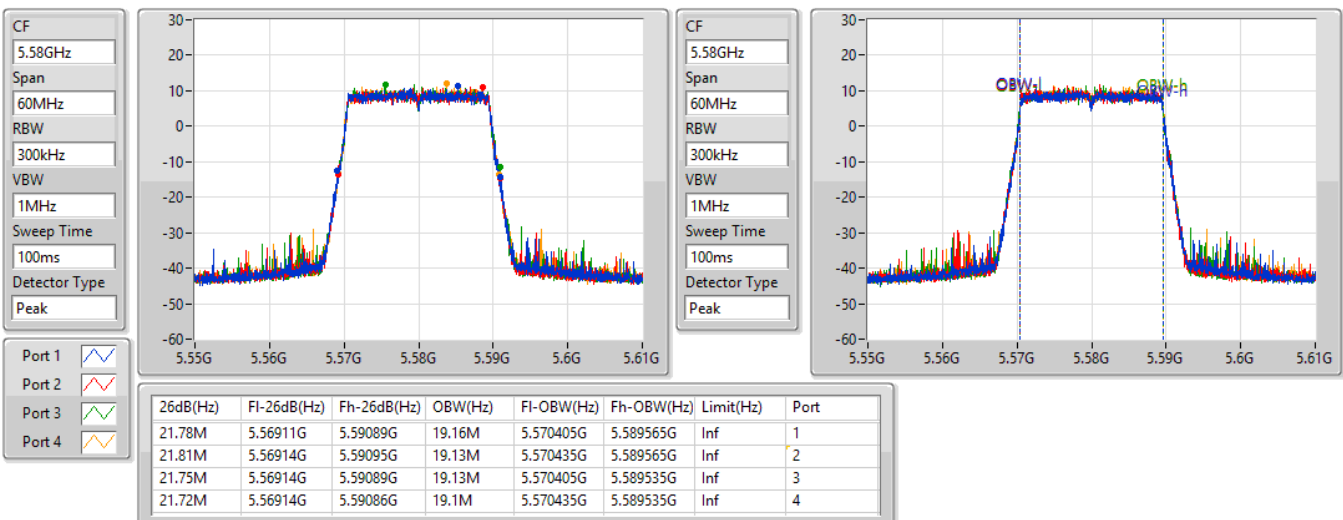 CF
5.58GHz
Span
60MHz
RBW
300kHz
VBW
1MHz
Sweep Time
100ms
Detector Type
Peak
30
20
10
0
-10
-20
-30
-40
-50
-60
5.55G 5.56G 5.57G 5.58G 5.59G 5.6G 5.61G
CF
5.58GHz
Span
60MHz
RBW
300kHz
VBW
1MHz
Sweep Time
100ms
Detector Type
Peak
30
20
10
0
-10
-20
-30
-40
-50
-60
OBW-l OBW-h
5.55G 5.56G 5.57G 5.58G 5.59G 5.6G 5.61G
Port 1
Port 2
Port 3
Port 4
26dB(Hz) Fl-26dB(Hz) Fh-26dB(Hz) OBW(Hz) Fl-OBW(Hz) Fh-OBW(Hz) Limit(Hz) Port
21.78M 5.56911G 5.59089G 19.16M 5.570405G 5.589565G Inf 1
21.81M 5.56914G 5.59095G 19.13M 5.570435G 5.589565G Inf 2
21.75M 5.56914G 5.59089G 19.13M 5.570405G 5.589535G Inf 3
21.72M 5.56914G 5.59086G 19.1M 5.570435G 5.589535G Inf 4